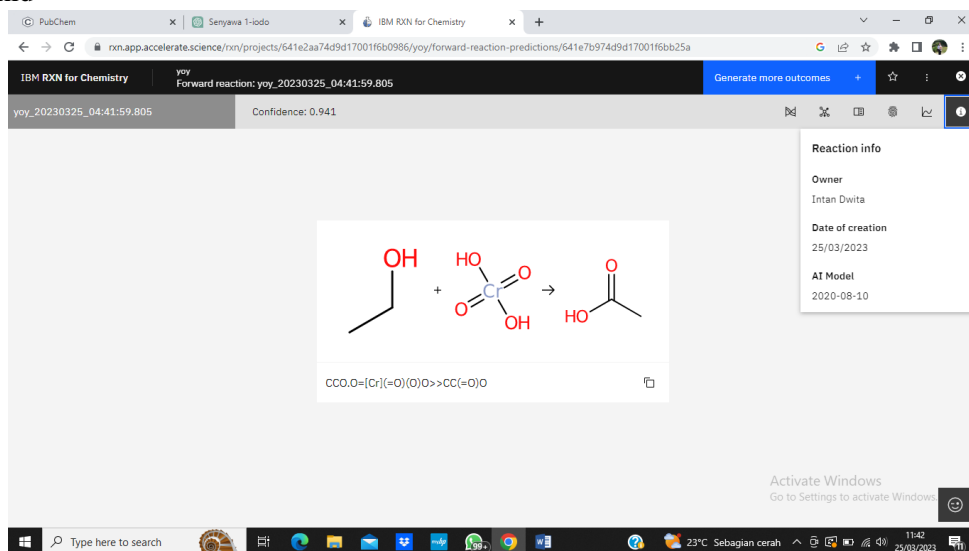 PubChem
Senyawa 1-iodo
IBM RXN for Chemistry
rxn.app.accelerate.science/rxn/projects/641e2aa74d9d17001f6b0986/yoy/forward-reaction-predictions/641e7b974d9d17001f6bb25a
IBM RXN for Chemistry
yoy
Forward reaction: yoy_20230325_04:41:59.805
Generate more outcomes +
yoy_20230325_04:41:59.805
Confidence: 0.941
Reaction info
Owner
Intan Dwita
Date of creation
25/03/2023
AI Model
2020-08-10
OH
+
HO
O
Cr
O
OH
→
O
HO
CCO.O=[Cr](=O)(O)O>>CC(=O)O
Activate Windows
Go to Settings to activate Windows.
Type here to search
99+
23°C Sebagian cerah
11:42
25/03/2023